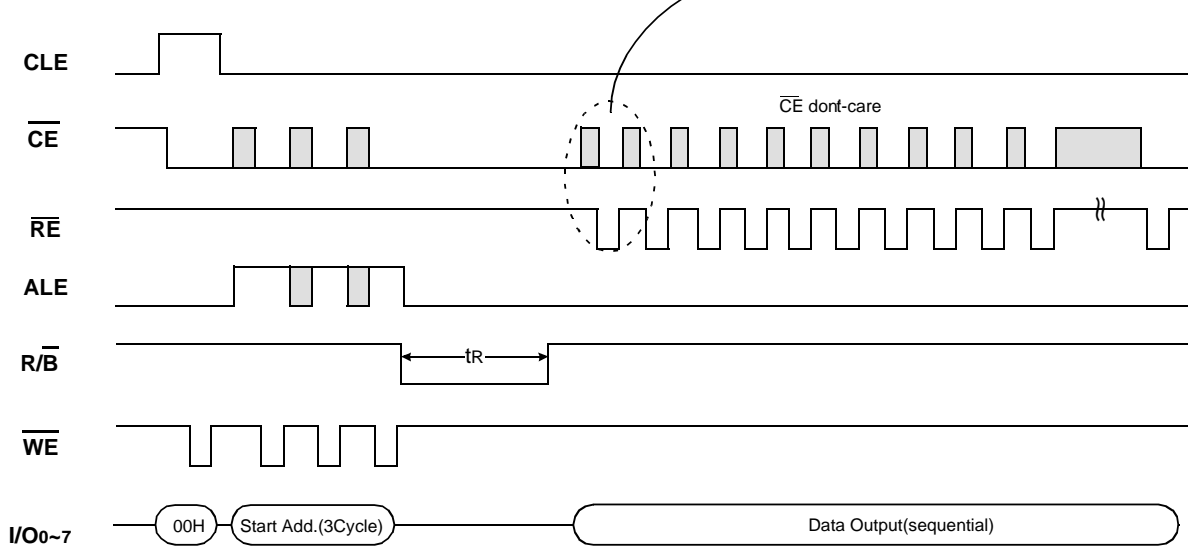 CLE
CE dont-care
CE
RE
ALE
R/B
tR
WE
I/O0~7
00H
Start Add.(3Cycle)
Data Output(sequential)